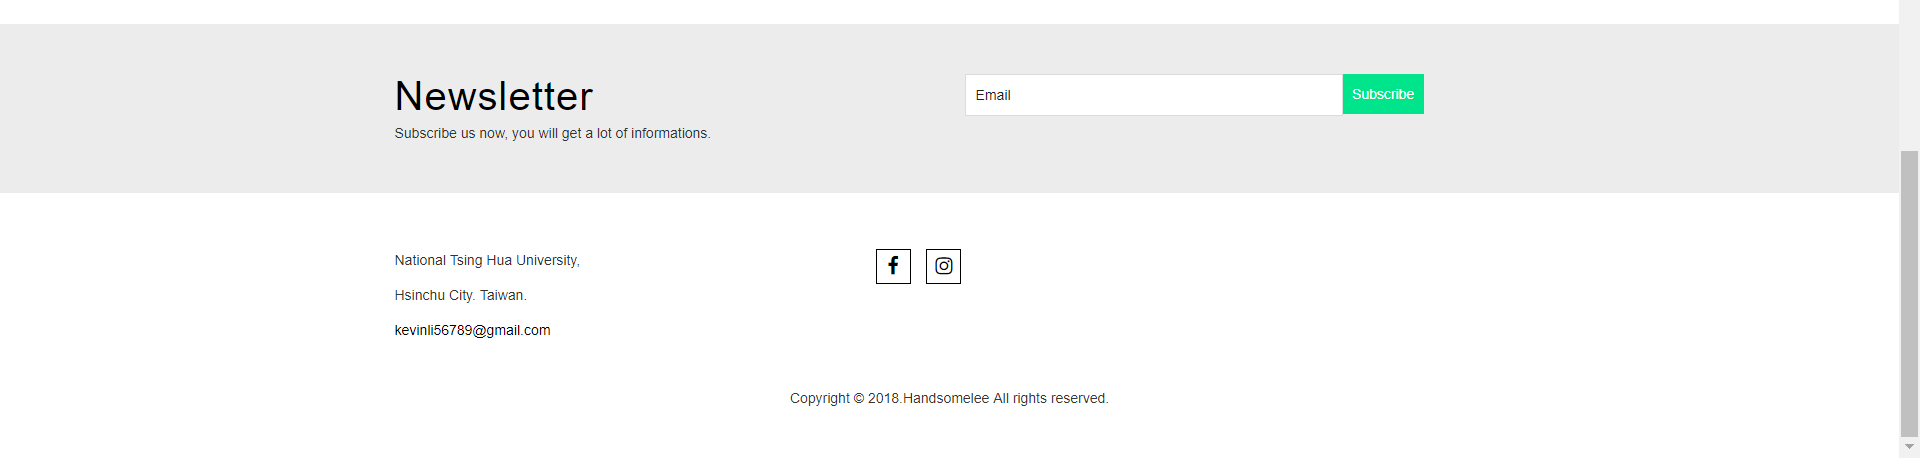 Newsletter
Subscribe us now, you will get a lot of informations.
Email
Subscribe
National Tsing Hua University,
Hsinchu City. Taiwan.
kevinli56789@gmail.com
Copyright © 2018.Handsomelee All rights reserved.